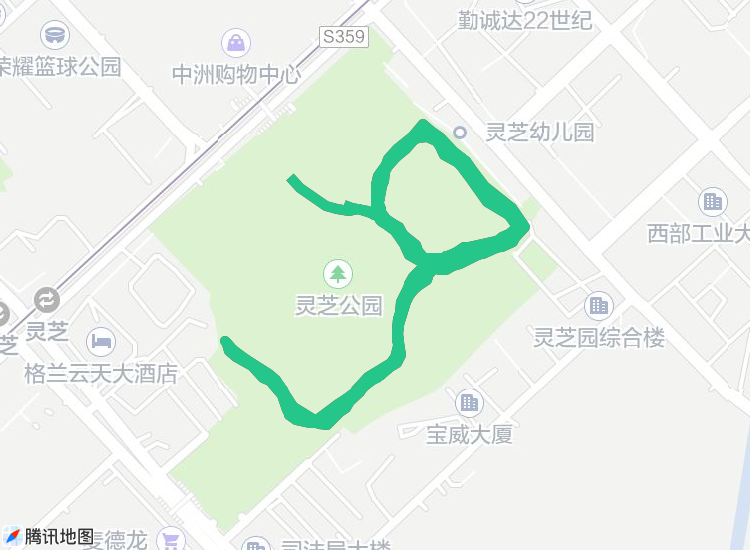 勤诚达22世纪
S359
荣耀篮球公园
中洲购物中心
灵芝幼儿园
西部工业大
灵芝公园
灵芝
芝
灵芝园综合楼
格兰云天大酒店
宝威大厦
腾讯地图
麦德龙
司法局大楼